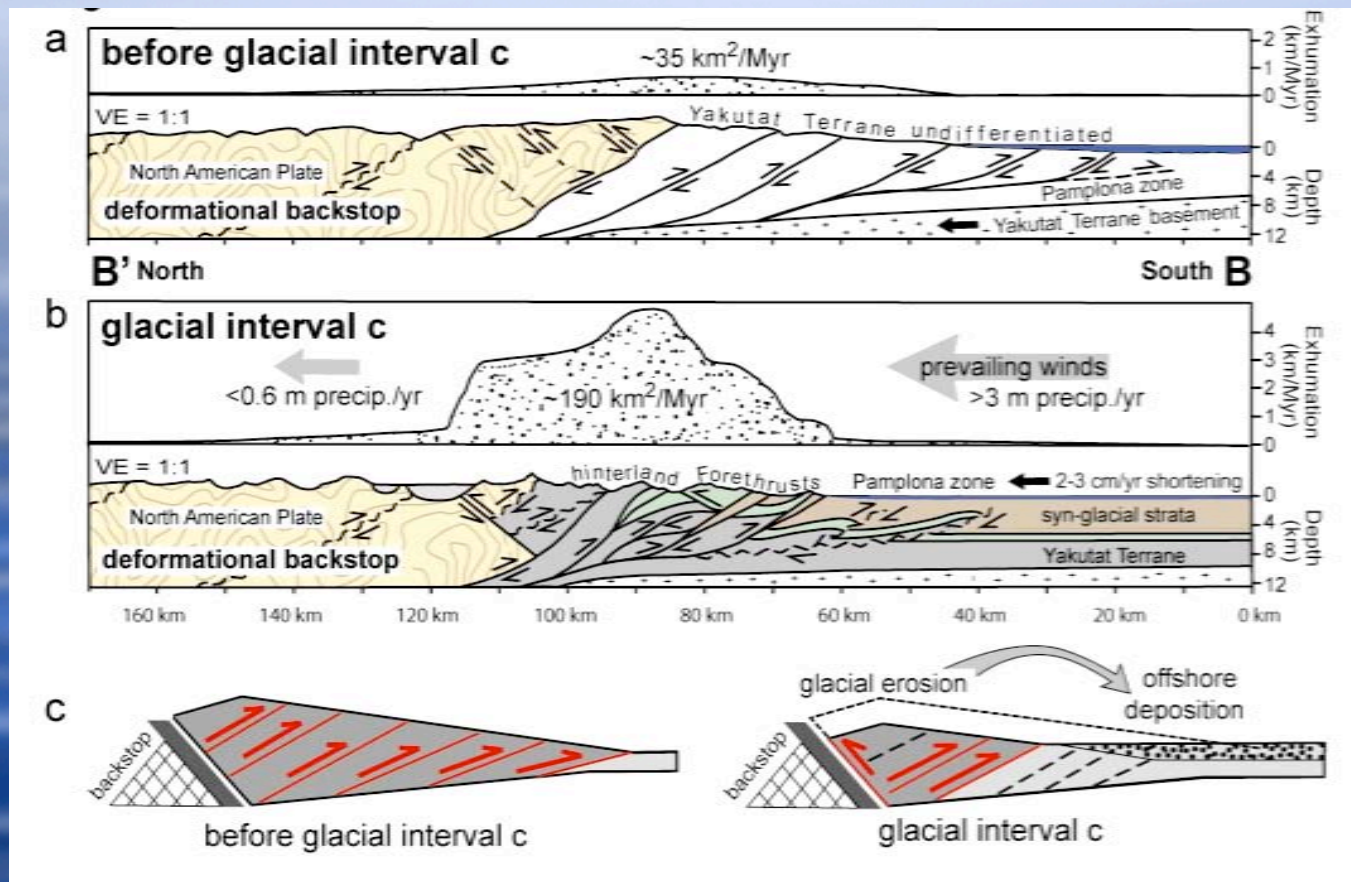 a
before glacial interval c
~35 km²/Myr
2
1
0
Exhumation
(km/Myr)
VE = 1:1
Yakutat Terrane undifferentiated
North American Plate
deformational backstop
Pamplona zone
Yakutat Terrane basement
0
4
8
12
Depth
(km)
B' North
South B
b
glacial interval c
<0.6 m precip./yr
~190 km²/Myr
prevailing winds
>3 m precip./yr
4
3
2
1
0
Exhumation
(km/Myr)
VE = 1:1
hinterland Forethrusts
Pamplona zone
2-3 cm/yr shortening
North American Plate
deformational backstop
syn-glacial strata
Yakutat Terrane
0
4
8
12
Depth
(km)
160 km
140 km
120 km
100 km
80 km
60 km
40 km
20 km
0 km
c
backstop
before glacial interval c
glacial erosion
offshore
deposition
backstop
glacial interval c